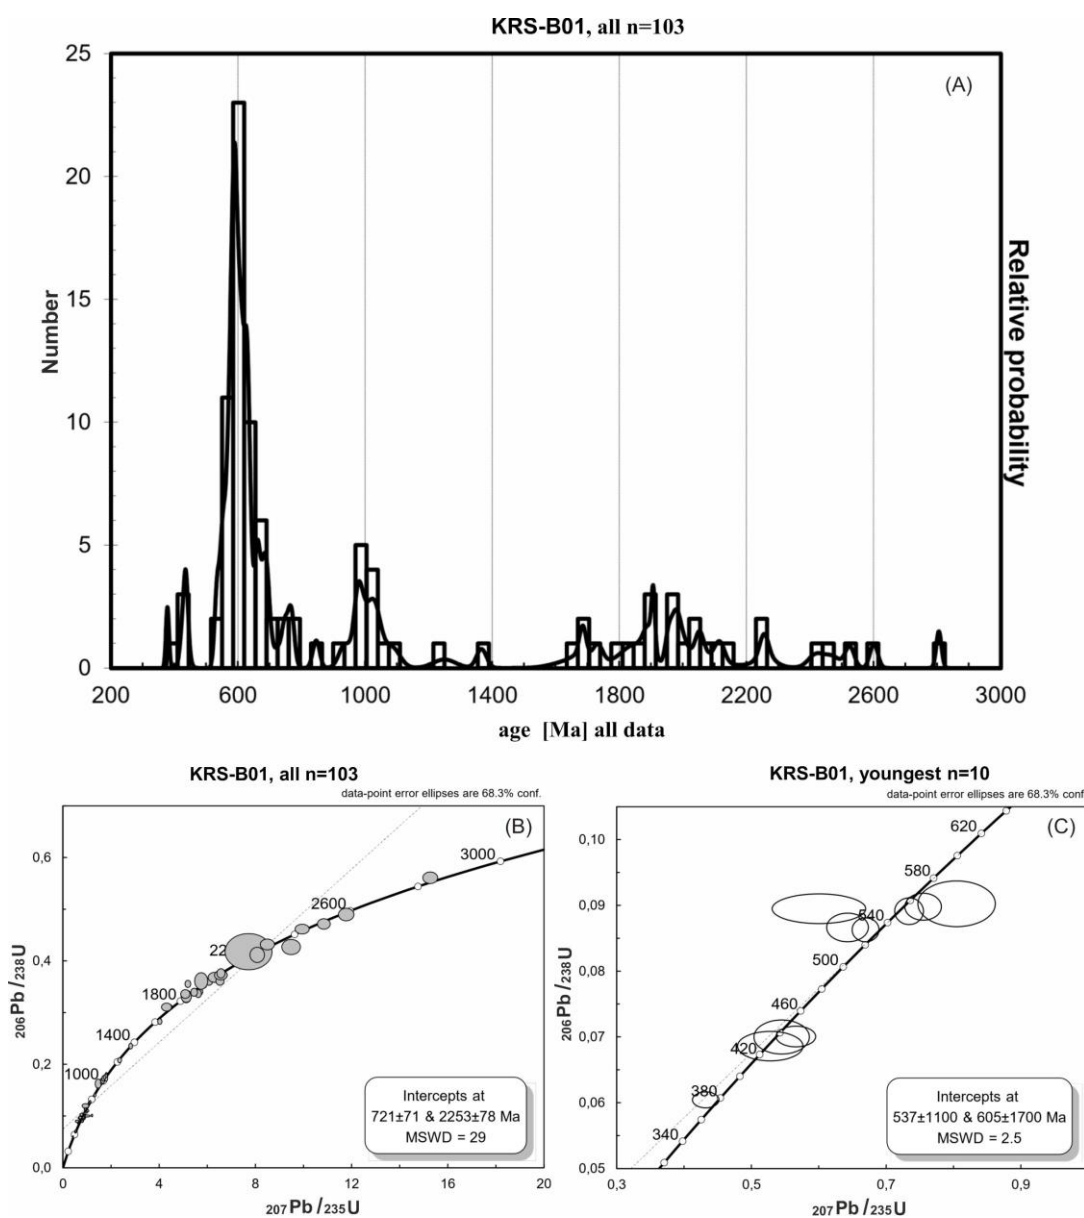 KRS-B01, all n=103
(A)
25
20
15
10
5
0
Number
Relative probability
200 600 1000 1400 1800 2200 2600 3000
age [Ma] all data
KRS-B01, all n=103
data-point error ellipses are 68.3% conf.
(B)
0,6
0,4
0,2
0,0
206Pb/238U
3000
2600
22
1800
1400
1000
Intercepts at
721±71 & 2253±78 Ma
MSWD = 29
0 4 8 12 16 20
207Pb/235U
KRS-B01, youngest n=10
data-point error ellipses are 68.3% conf
(C)
0,10
0,09
0,08
0,07
0,06
0,05
206Pb/238U
620
580
540
500
460
420
380
340
Intercepts at
537±1100 & 605±1700 Ma
MSWD = 2.5
0,3 0,5 0,7 0,9
207Pb/235U